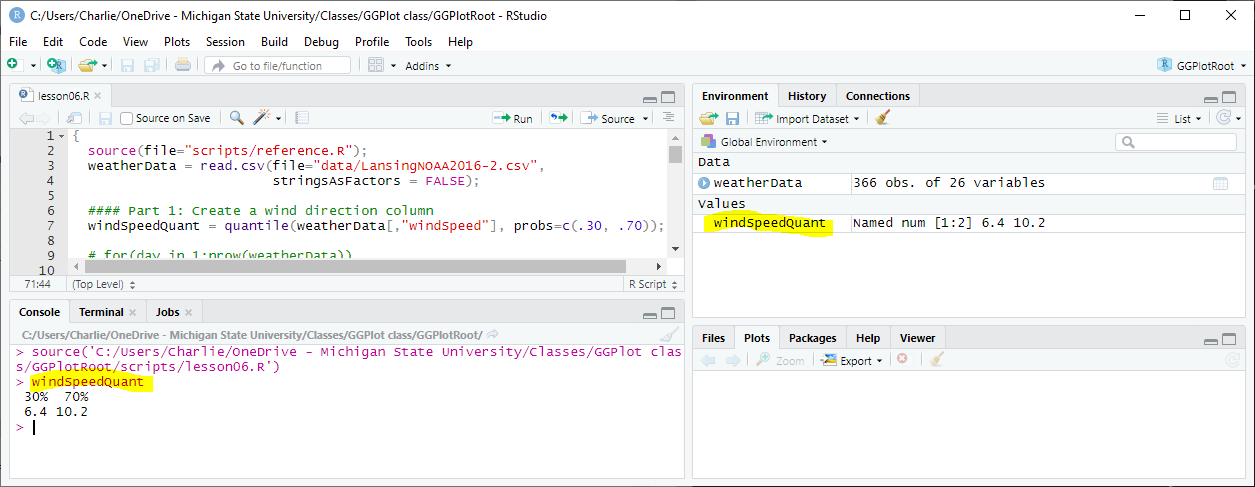 C:/Users/Charlie/OneDrive - Michigan State University/Classes/GGPlot class/GGPlotRoot - RStudio
File Edit Code View Plots Session Build Debug Profile Tools Help
Go to file/function Addins GGPlotRoot
lesson06.R
Source on Save Run Source
1 {
2 source(file="scripts/reference.R");
3 weatherData = read.csv(file="data/LansingNOAA2016-2.csv",
4 stringsAsFactors = FALSE);
5
6 #### Part 1: Create a wind direction column
7 windSpeedQuant = quantile(weatherData[,"windSpeed"], probs=c(.30, .70));
8
9 # for(day in 1:nrow(weatherData))
10
71:44 (Top Level) R Script
Console Terminal Jobs
C:/Users/Charlie/OneDrive - Michigan State University/Classes/GGPlot class/GGPlotRoot/
> source('C:/Users/Charlie/OneDrive - Michigan State University/Classes/GGPlot clas
s/GGPlotRoot/scripts/lesson06.R')
> windSpeedQuant
30% 70%
6.4 10.2
>
Environment History Connections
Import Dataset List
Global Environment
Data
weatherData 366 obs. of 26 variables
Values
windSpeedQuant Named num [1:2] 6.4 10.2
Files Plots Packages Help Viewer
Zoom Export